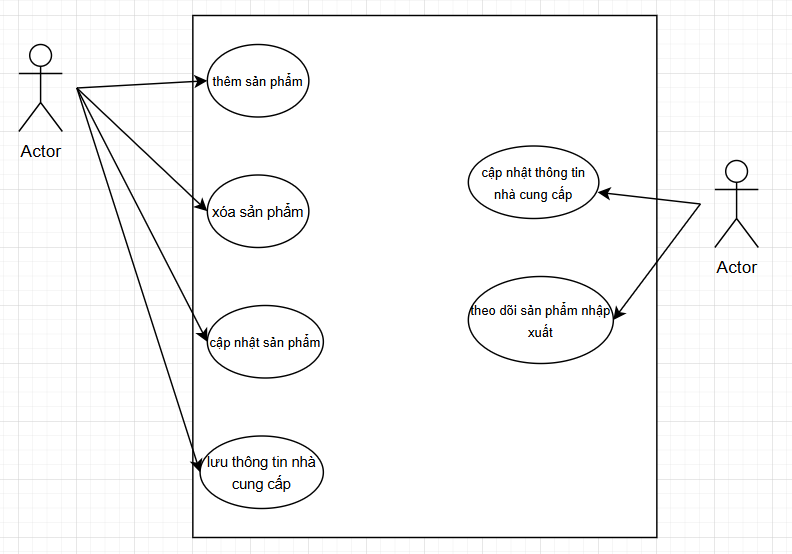 Actor
thêm sản phẩm
xóa sản phẩm
cập nhật sản phẩm
lưu thông tin nhà
cung cấp
cập nhật thông tin
nhà cung cấp
theo dõi sản phẩm nhập
xuất
Actor